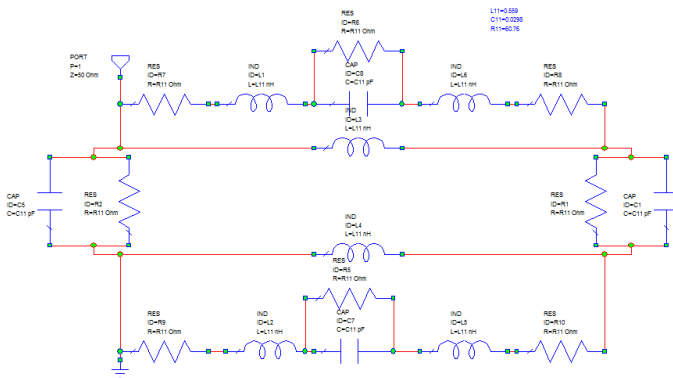 L11=0.559
C11=0.0298
R11=60.76
RES
ID=R6
R=R11 Ohm
PORT
P=1
Z=50 Ohm
RES
ID=R7
R=R11 Ohm
IND
ID=L1
L=L11 nH
CAP
ID=C8
C=C11 pF
IND
ID=L6
L=L11 nH
RES
ID=R8
R=R11 Ohm
IND
ID=L3
L=L11 nH
CAP
ID=C5
C=C11 pF
RES
ID=R2
R=R11 Ohm
RES
ID=R1
R=R11 Ohm
CAP
ID=C1
C=C11 pF
IND
ID=L4
L=L11 nH
RES
ID=R5
R=R11 Ohm
RES
ID=R9
R=R11 Ohm
IND
ID=L2
L=L11 nH
CAP
ID=C7
C=C11 pF
IND
ID=L5
L=L11 nH
RES
ID=R10
R=R11 Ohm